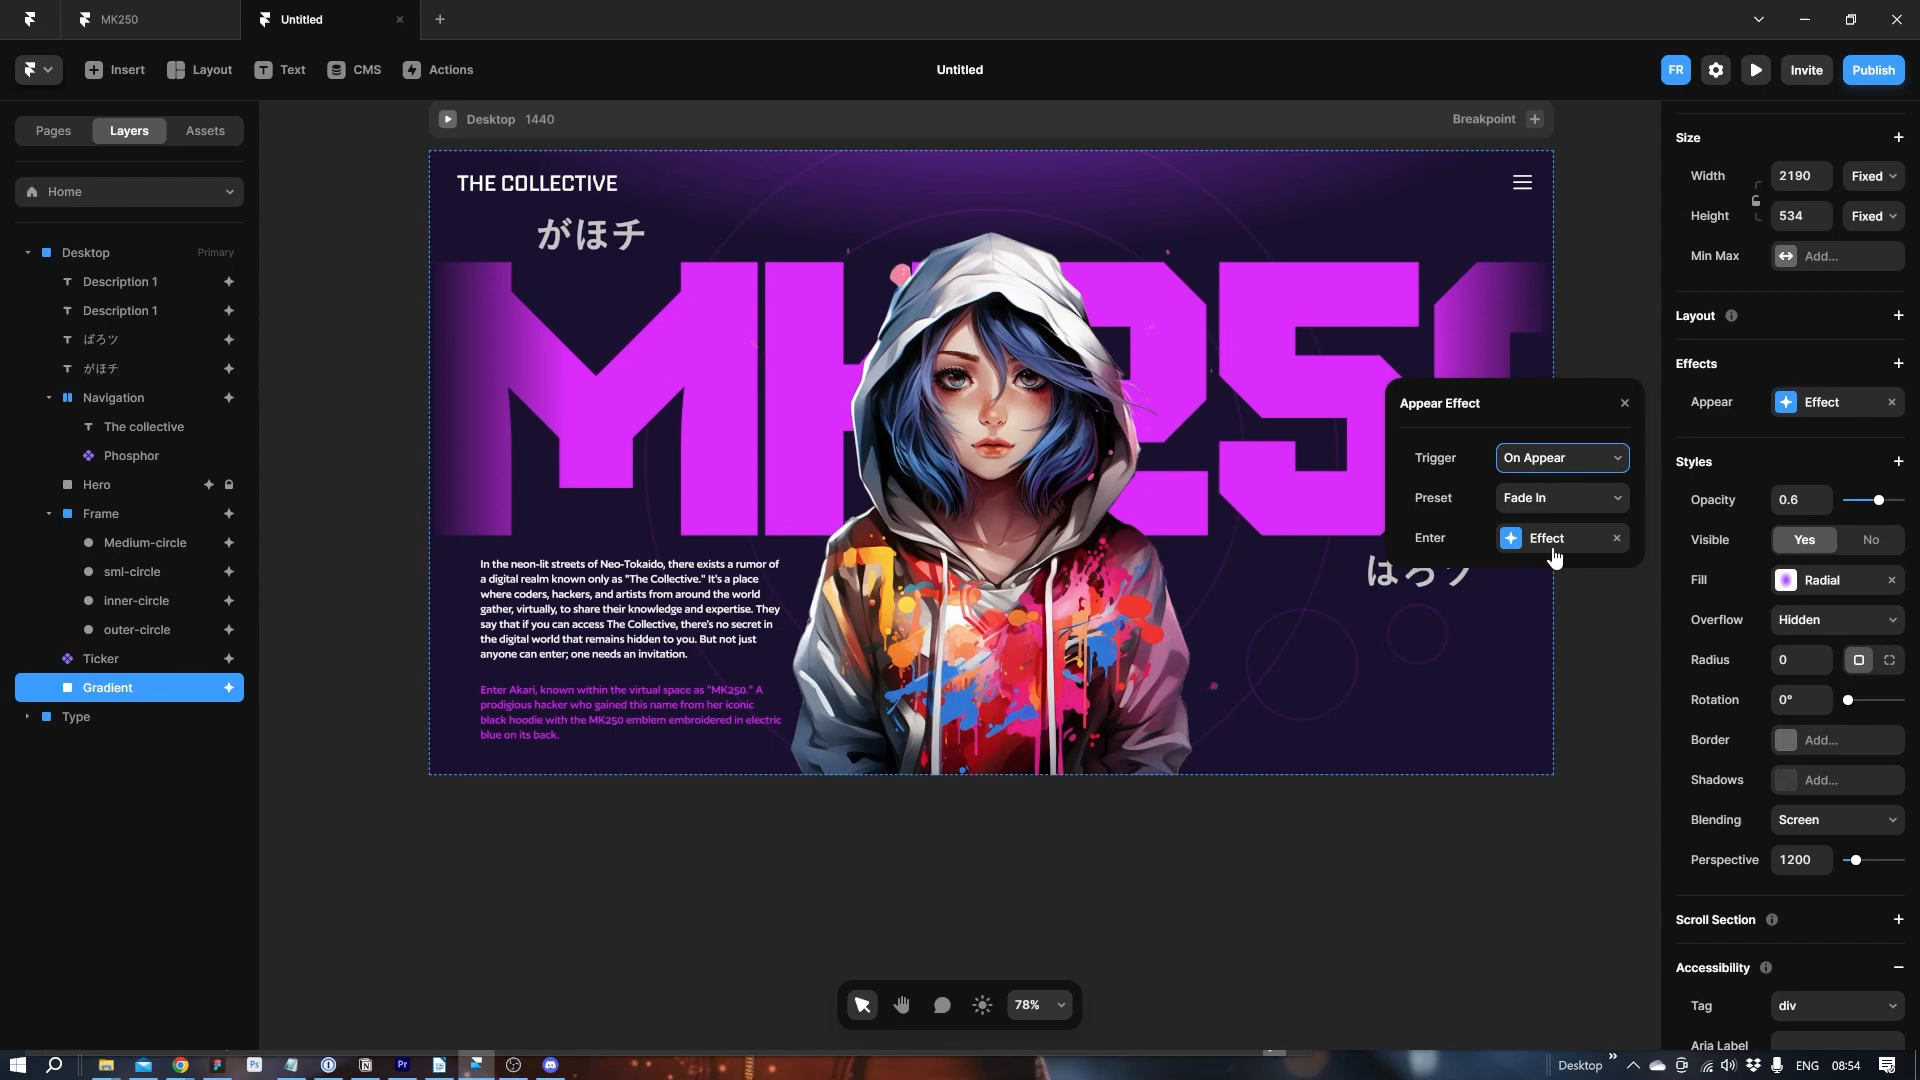 MK250
Untitled
Insert
Layout
Text
CMS
Actions
Untitled
FR
Invite
Publish
Pages
Layers
Assets
Home
Desktop
Primary
Description 1
Description 1
ぱろツ
がほチ
Navigation
The collective
Phosphor
Hero
Frame
Medium-circle
sml-circle
inner-circle
outer-circle
Ticker
Gradient
Type
Desktop 1440
Breakpoint
THE COLLECTIVE
がほチ
MK250
In the neon-lit streets of Neo-Tokaido, there exists a rumor of
a digital realm known only as "The Collective." It's a place
where coders, hackers, and artists from around the world
gather, virtually, to share their knowledge and expertise. They
say that if you can access The Collective, there's no secret in
the digital world that remains hidden to you. But not just
anyone can enter; one needs an invitation.
Enter Akari, known within the virtual space as "MK250." A
prodigious hacker who gained this name from her iconic
black hoodie with the MK250 emblem embroidered in electric
blue on its back.
ぱろツ
Appear Effect
Trigger
On Appear
Preset
Fade In
Enter
Effect
78%
Size
Width
2190
Fixed
Height
534
Fixed
Min Max
Add...
Layout
Effects
Appear
Effect
Styles
Opacity
0.6
Visible
Yes
No
Fill
Radial
Overflow
Hidden
Radius
0
Rotation
0°
Border
Add...
Shadows
Add...
Blending
Screen
Perspective
1200
Scroll Section
Accessibility
Tag
div
Aria Label
Ps
Pr
Desktop
ENG
08:54